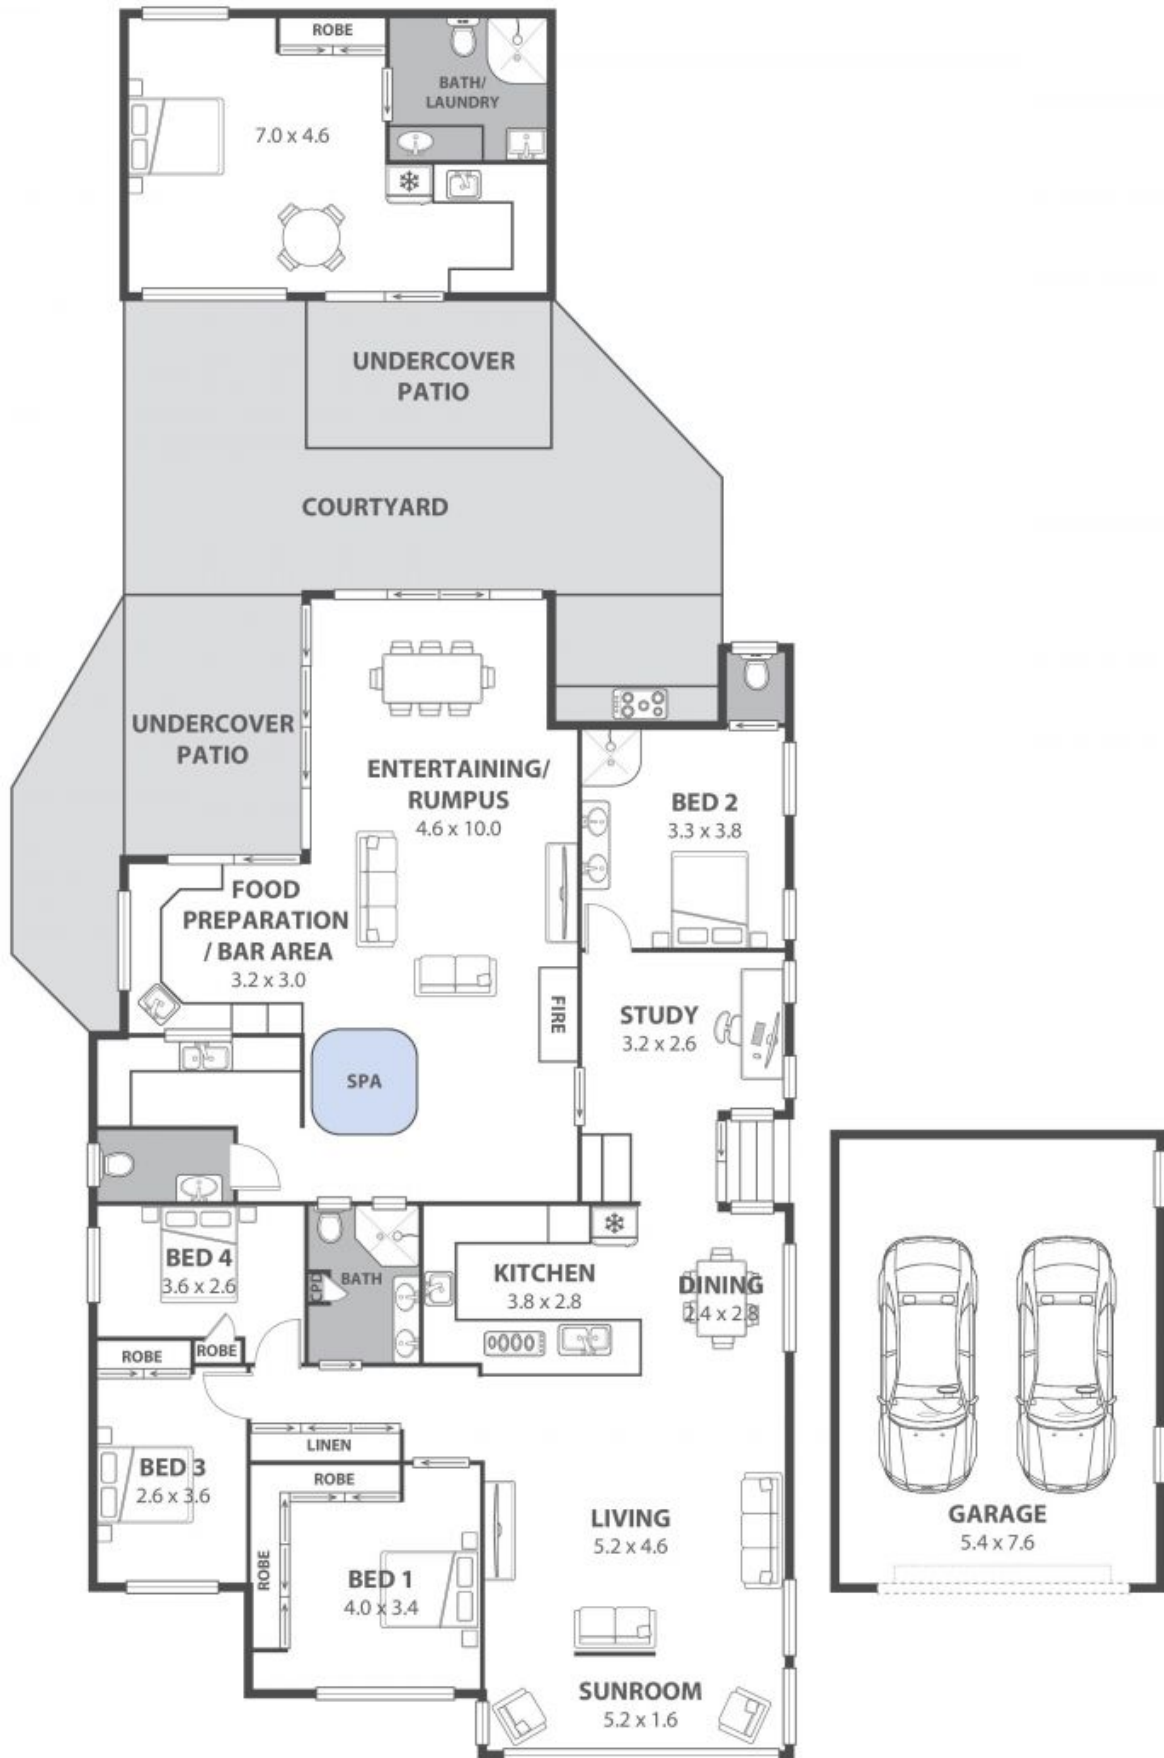 ROBE
BATH/
LAUNDRY
7.0 x 4.6
UNDERCOVER
PATIO
COURTYARD
UNDERCOVER
PATIO
ENTERTAINING/
RUMPUS
4.6 x 10.0
BED 2
3.3 x 3.8
FOOD
PREPARATION
/ BAR AREA
3.2 x 3.0
FIRE
STUDY
3.2 x 2.6
SPA
BED 4
3.6 x 2.6
ROBE
ROBE
CPD
BATH
KITCHEN
3.8 x 2.8
DINING
2.4 x 2.8
LINEN
BED 3
2.6 x 3.6
ROBE
ROBE
BED 1
4.0 x 3.4
LIVING
5.2 x 4.6
SUNROOM
5.2 x 1.6
GARAGE
5.4 x 7.6